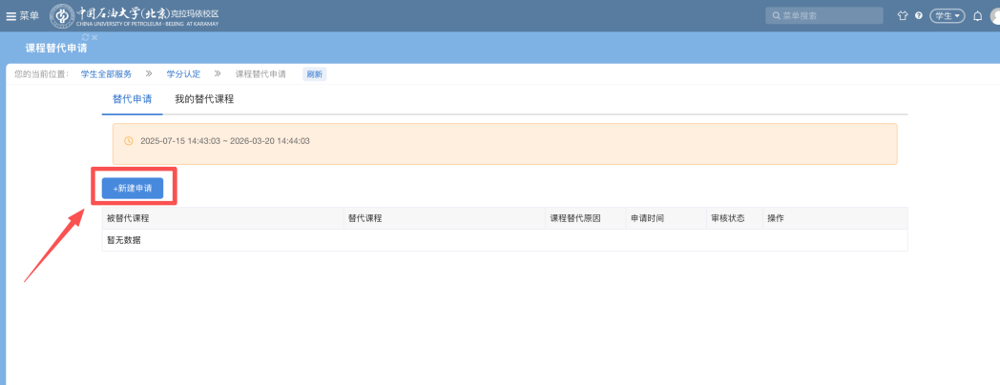 菜单
中国石油大学(北京)克拉玛依校区
CHINA UNIVERSITY OF PETROLEUM - BEIJING AT KARAMAY
菜单搜索
学生
课程替代申请
您的当前位置: 学生全部服务 » 学分认定 » 课程替代申请 刷新
替代申请 我的替代课程
2025-07-15 14:43:03 ~ 2026-03-20 14:44:03
+新建申请
被替代课程 替代课程 课程替代原因 申请时间 审核状态 操作
暂无数据